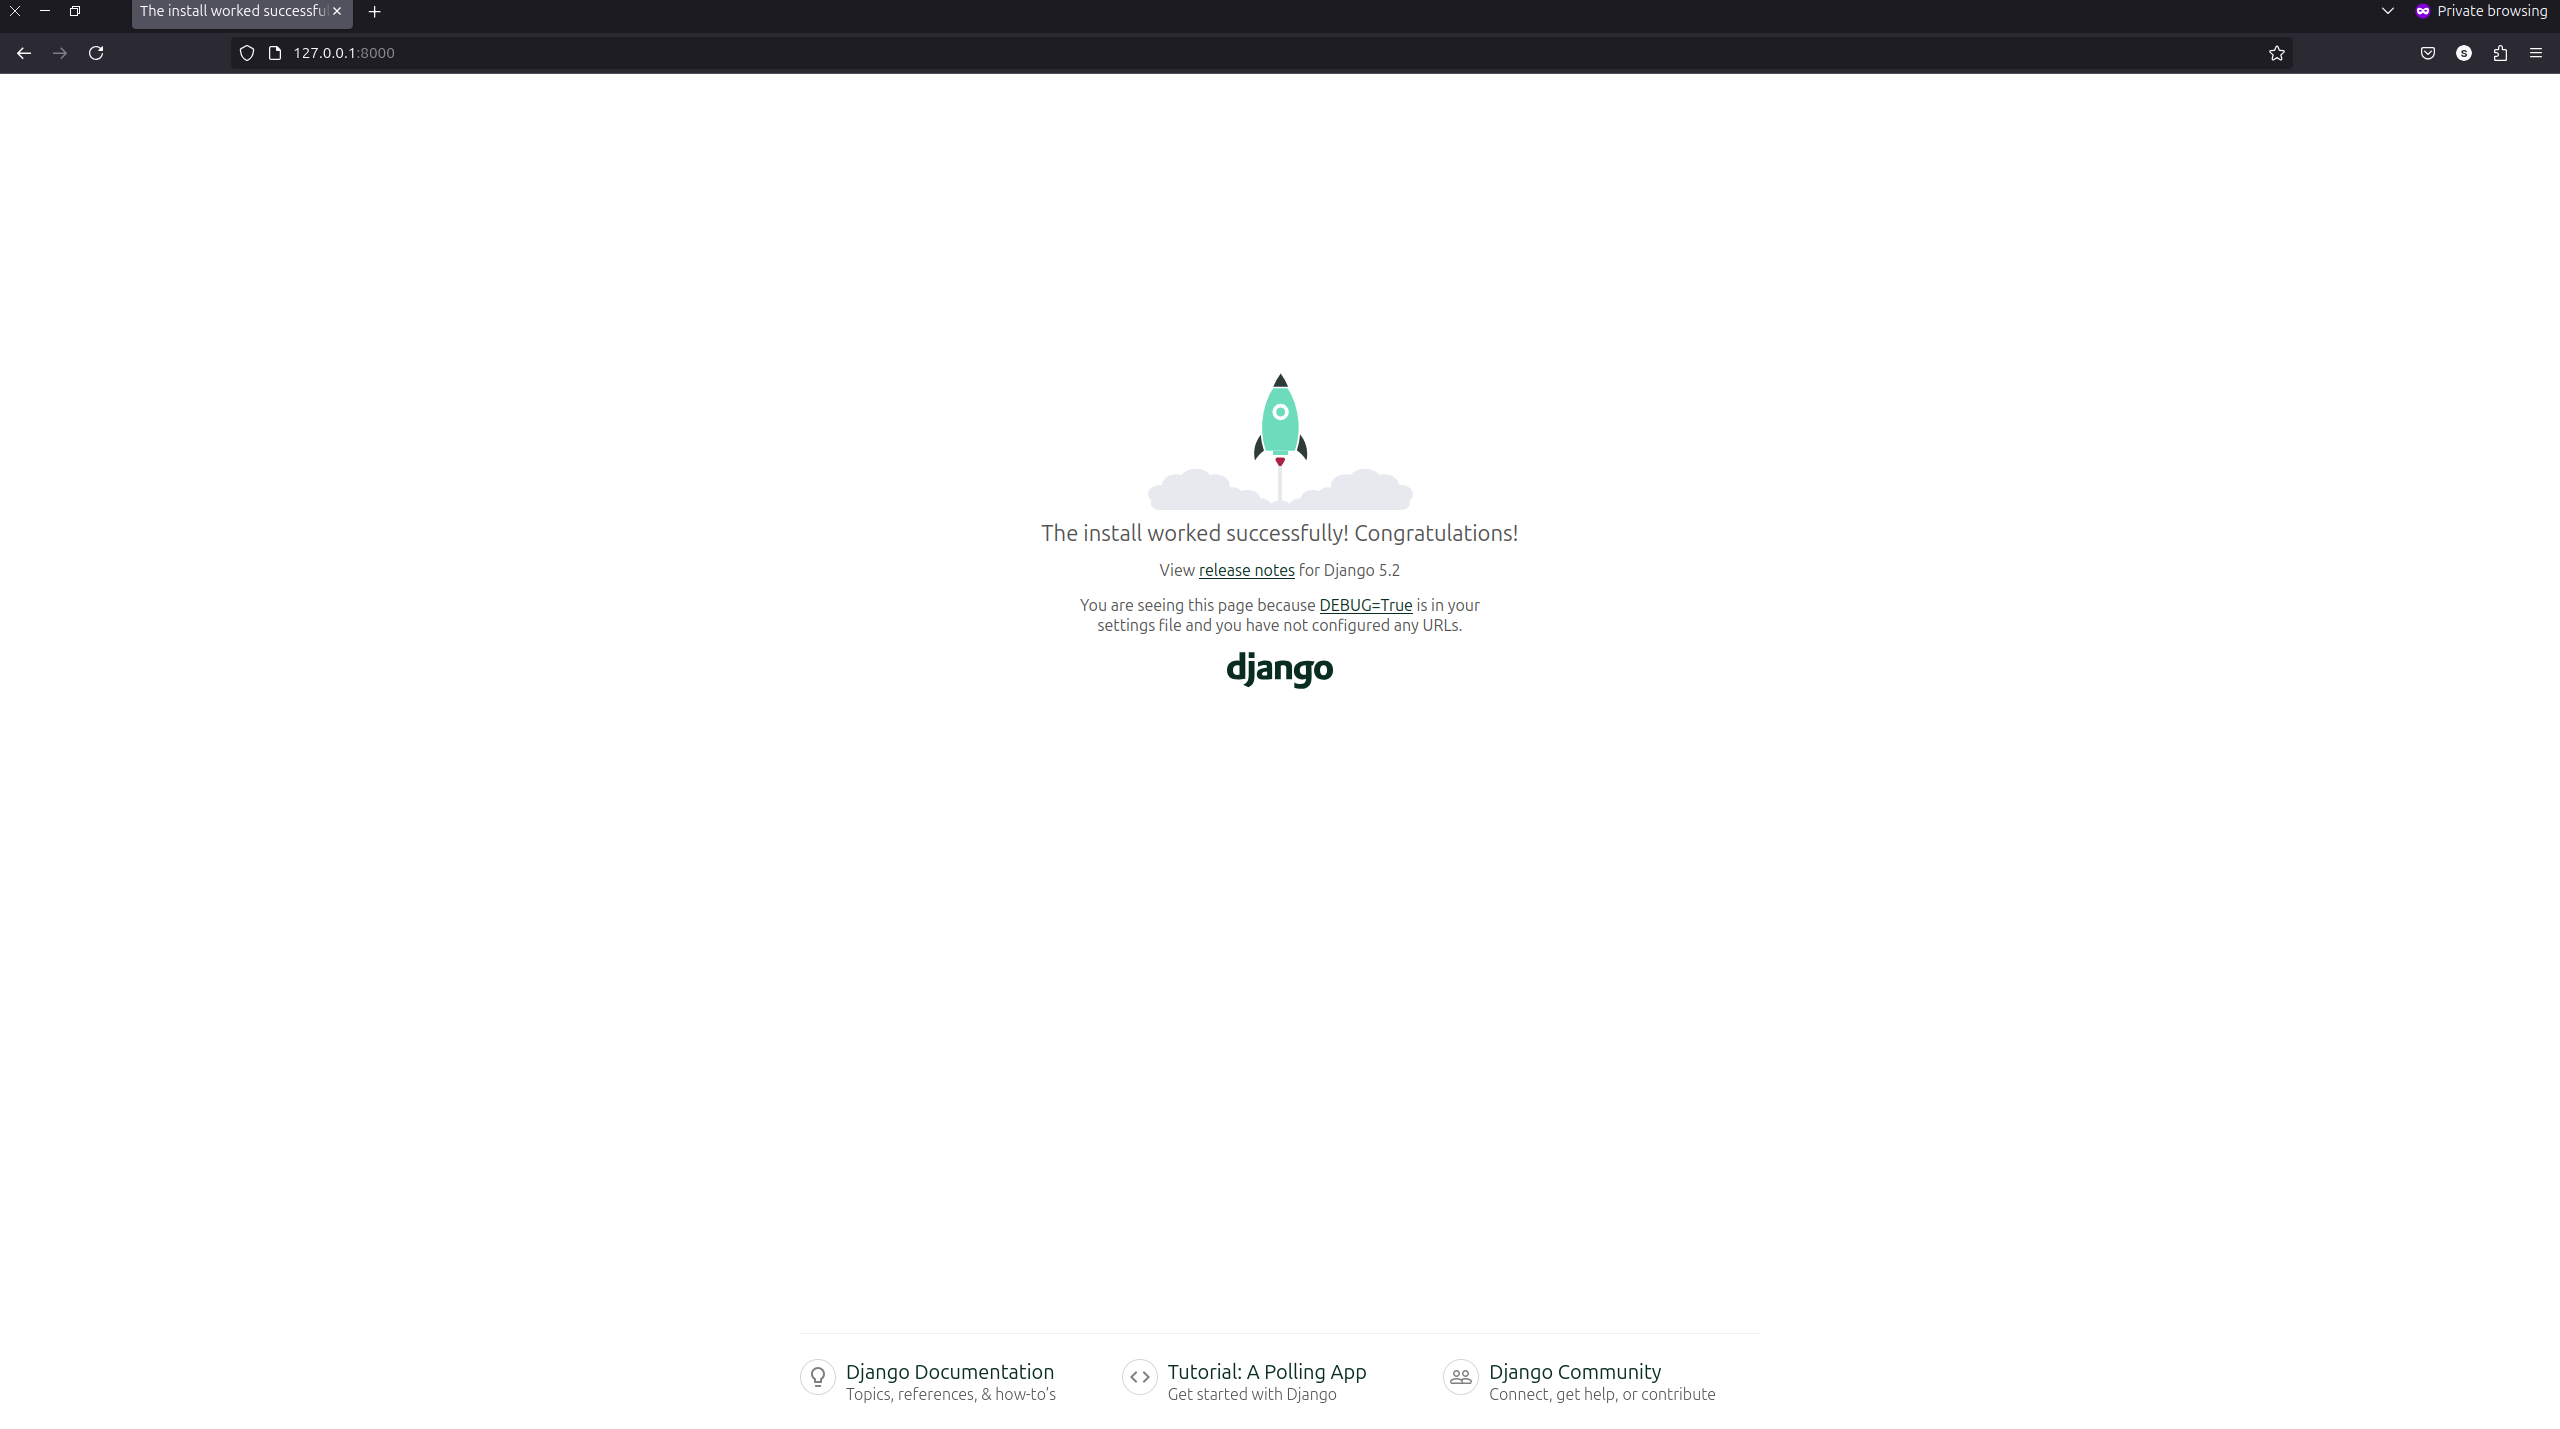 The install worked successful
Private browsing
127.0.0.1:8000
S
The install worked successfully! Congratulations!
View release notes for Django 5.2
You are seeing this page because DEBUG=True is in your
settings file and you have not configured any URLs.
django
Django Documentation
Topics, references, & how-to’s
Tutorial: A Polling App
Get started with Django
Django Community
Connect, get help, or contribute